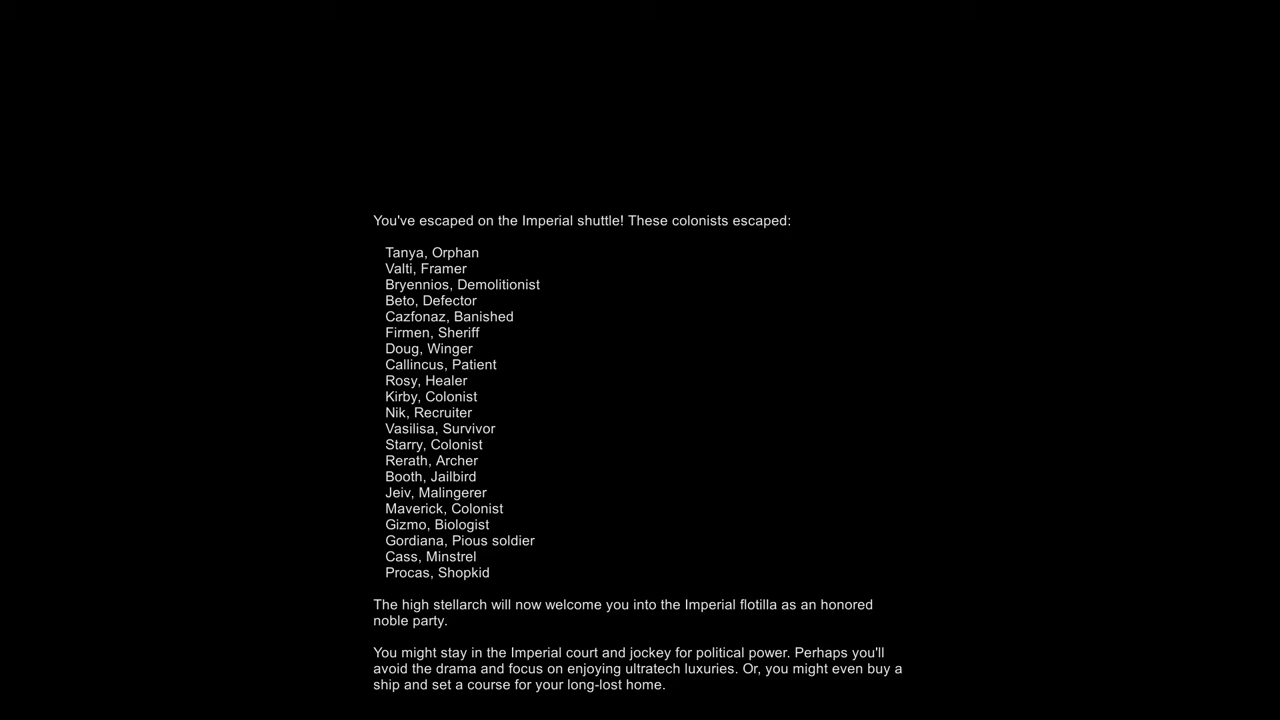 You've escaped on the Imperial shuttle! These colonists escaped:
Tanya, Orphan
Valti, Framer
Bryennios, Demolitionist
Beto, Defector
Cazfonaz, Banished
Firmen, Sheriff
Doug, Winger
Callincus, Patient
Rosy, Healer
Kirby, Colonist
Nik, Recruiter
Vasilisa, Survivor
Starry, Colonist
Rerath, Archer
Booth, Jailbird
Jeiv, Malingerer
Maverick, Colonist
Gizmo, Biologist
Gordiana, Pious soldier
Cass, Minstrel
Procas, Shopkid
The high stellarch will now welcome you into the Imperial flotilla as an honored
noble party.
You might stay in the Imperial court and jockey for political power. Perhaps you'll
avoid the drama and focus on enjoying ultratech luxuries. Or, you might even buy a
ship and set a course for your long-lost home.